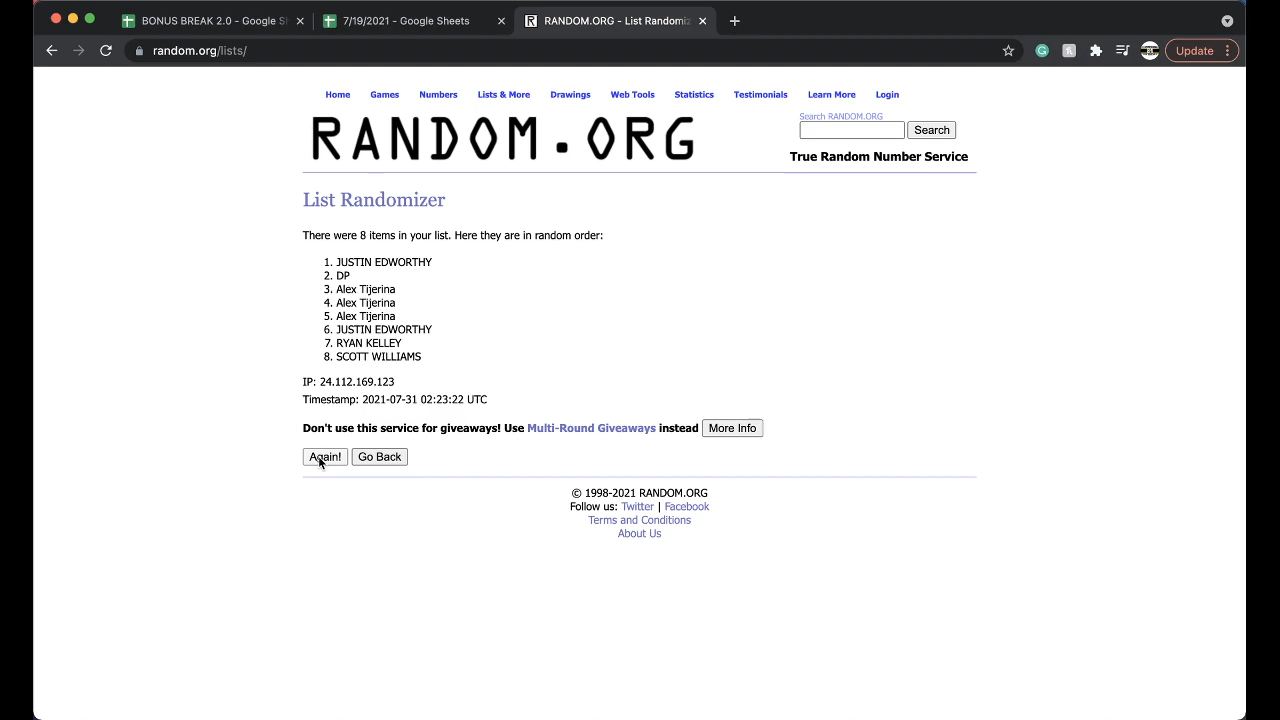 BONUS BREAK 2.0 - Google S
7/19/2021 - Google Sheets
RANDOM.ORG - List Randomiz
random.org/lists/
Update
Home Games Numbers Lists & More Drawings Web Tools Statistics Testimonials Learn More Login
RANDOM.ORG
Search RANDOM.ORG
Search
True Random Number Service
List Randomizer
There were 8 items in your list. Here they are in random order:
1. JUSTIN EDWORTHY
2. DP
3. Alex Tijerina
4. Alex Tijerina
5. Alex Tijerina
6. JUSTIN EDWORTHY
7. RYAN KELLEY
8. SCOTT WILLIAMS
IP: 24.112.169.123
Timestamp: 2021-07-31 02:23:22 UTC
Don't use this service for giveaways! Use Multi-Round Giveaways instead More Info
Again! Go Back
© 1998-2021 RANDOM.ORG
Follow us: Twitter | Facebook
Terms and Conditions
About Us